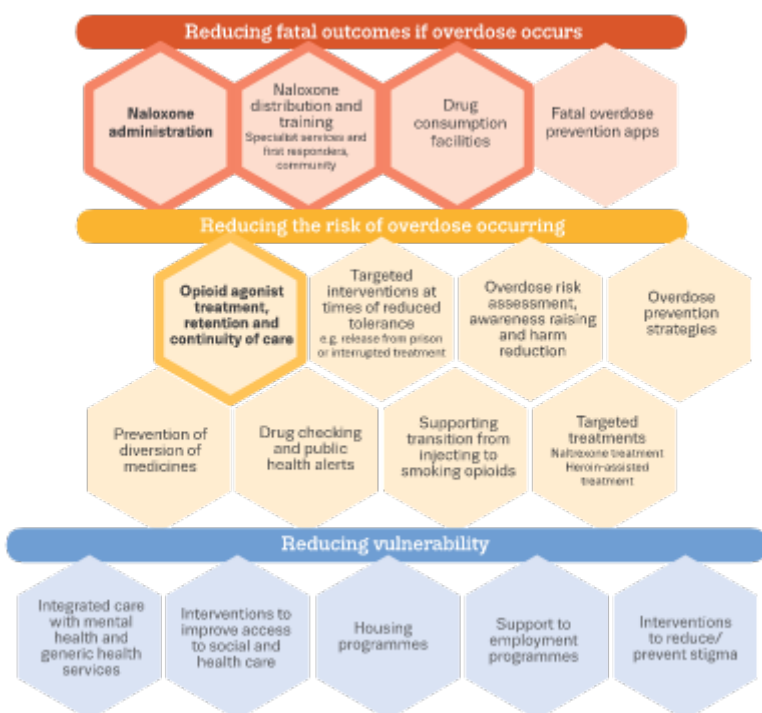 Reducing fatal outcomes if overdose occurs
Naloxone
administration
Naloxone
distribution and
training
Specialist services and
first responders,
community
Drug
consumption
facilities
Fatal overdose
prevention apps
Reducing the risk of overdose occurring
Opioid agonist
treatment,
retention and
continuity of care
Targeted
interventions at
times of reduced
tolerance
e.g. release from prison
or interrupted treatment
Overdose risk
assessment,
awareness raising
and harm
reduction
Overdose
prevention
strategies
Prevention of
diversion of
medicines
Drug checking
and public
health alerts
Supporting
transition from
injecting to
smoking opioids
Targeted
treatments
Naltrexone treatment
Heroin-assisted
treatment
Reducing vulnerability
Integrated care
with mental
health and
generic health
services
Interventions to
improve access
to social and
health care
Housing
programmes
Support to
employment
programmes
Interventions
to reduce/
prevent stigma